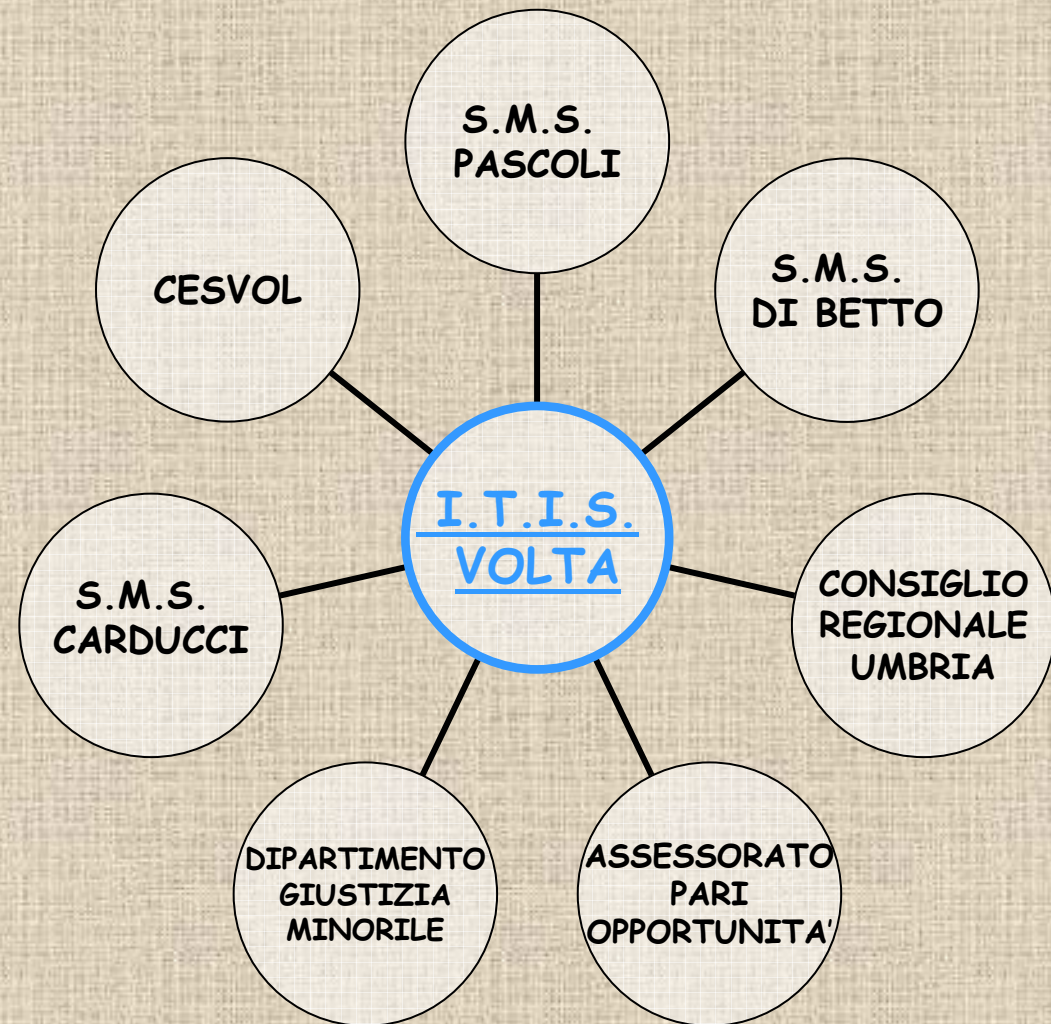 S.M.S.
PASCOLI
CESVOL
S.M.S.
DI BETTO
I.T.I.S.
VOLTA
S.M.S.
CARDUCCI
CONSIGLIO
REGIONALE
UMBRIA
DIPARTIMENTO
GIUSTIZIA
MINORILE
ASSESSORATO
PARI
OPPORTUNITA'